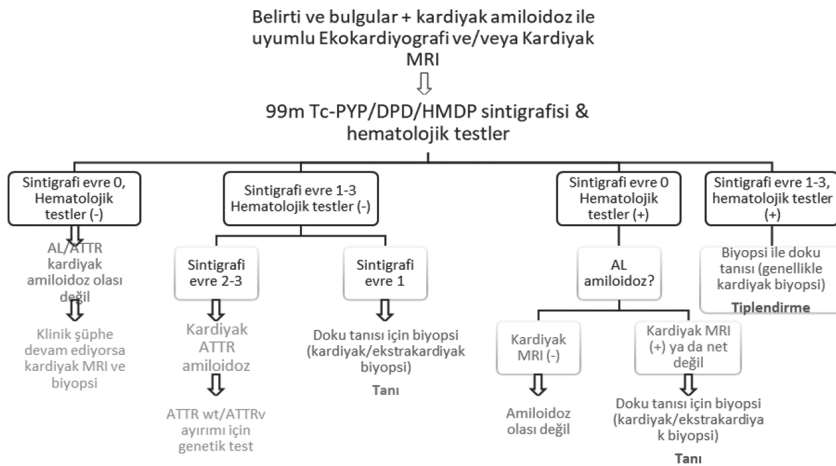 Belirti ve bulgular + kardiyak amiloidoz ile
uyumlu Ekokardiyografi ve/veya Kardiyak
MRI
99m Tc-PYP/DPD/HMDP sintigrafisi &
hematolojik testler
Sintigrafi evre 0,
Hematolojik
testler (-)
AL/ATTR
kardiyak
amiloidoz olası
değil
Klinik şüphe
devam ediyorsa
kardiyak MRI ve
biyopsi
Sintigrafi evre 1-3
Hematolojik testler (-)
Sintigrafi
evre 2-3
Kardiyak
ATTR
amiloidoz
ATTR wt/ATTRv
ayırımı için
genetik test
Sintigrafi
evre 1
Doku tanısı için biyopsi
(kardiyak/ekstrakardiyak
biyopsi)
Tanı
Sintigrafi evre 0
Hematolojik
testler (+)
AL
amiloidoz?
Kardiyak
MRI (-)
Amiloidoz
olası değil
Kardiyak MRI
(+) ya da net
değil
Doku tanısı için biyopsi
(kardiyak/ekstrakardiya
k biyopsi)
Tanı
Sintigrafi evre 1-3,
hematolojik testler
(+)
Biyopsi ile doku
tanısı (genellikle
kardiyak biyopsi)
Tiplendirme